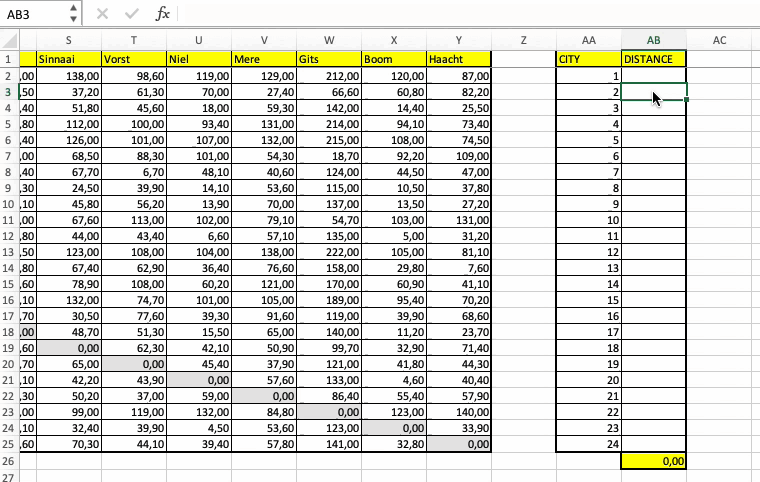 AB3 fx
S T U V W X Y Z AA AB AC
1 Sinnaai Vorst Niel Mere Gits Boom Haacht CITY DISTANCE
2 ,00 138,00 98,60 119,00 129,00 212,00 120,00 87,00 1
3 ,50 37,20 61,30 70,00 27,40 66,60 60,80 82,20 2
4 ,40 51,80 45,60 18,00 59,30 142,00 14,40 25,50 3
5 ,80 112,00 100,00 93,40 131,00 214,00 94,10 73,40 4
6 ,40 126,00 101,00 107,00 132,00 215,00 108,00 74,50 5
7 ,00 68,50 88,30 101,00 54,30 18,70 92,20 109,00 6
8 ,40 67,70 6,70 48,10 40,60 124,00 44,50 47,00 7
9 ,30 24,50 39,90 14,10 53,60 115,00 10,50 37,80 8
10 ,10 45,80 56,20 13,90 70,00 137,00 13,50 27,20 9
11 ,00 67,60 113,00 102,00 79,10 54,70 103,00 131,00 10
12 ,80 44,00 43,40 6,60 57,10 135,00 5,00 31,20 11
13 ,50 123,00 108,00 104,00 138,00 222,00 105,00 81,10 12
14 ,80 67,40 62,90 36,40 76,60 158,00 29,80 7,60 13
15 ,60 78,90 108,00 60,20 121,00 170,00 60,90 41,10 14
16 ,10 132,00 74,70 101,00 105,00 189,00 95,40 70,20 15
17 ,70 30,50 77,60 39,30 91,60 119,00 39,90 68,60 16
18 ,00 48,70 51,30 15,50 65,00 140,00 11,20 23,70 17
19 ,60 0,00 62,30 42,10 50,90 99,70 32,90 71,40 18
20 ,70 65,00 0,00 45,40 37,90 121,00 41,80 44,30 19
21 ,10 42,20 43,90 0,00 57,60 133,00 4,60 40,40 20
22 ,30 50,20 37,00 59,00 0,00 86,40 55,40 57,90 21
23 ,00 99,00 119,00 132,00 84,80 0,00 123,00 140,00 22
24 ,10 32,40 39,90 4,50 53,60 123,00 0,00 33,90 23
25 ,60 70,30 44,10 39,40 57,80 141,00 32,80 0,00 24
26 0,00
27